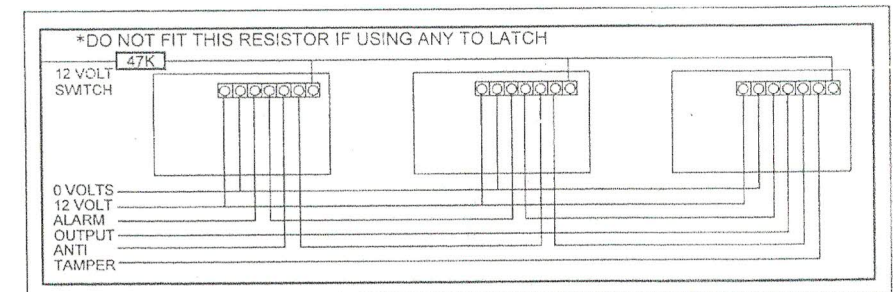 *DO NOT FIT THIS RESISTOR IF USING ANY TO LATCH
47K
12 VOLT
SWITCH
0 VOLTS
12 VOLT
ALARM
OUTPUT
ANTI
TAMPER